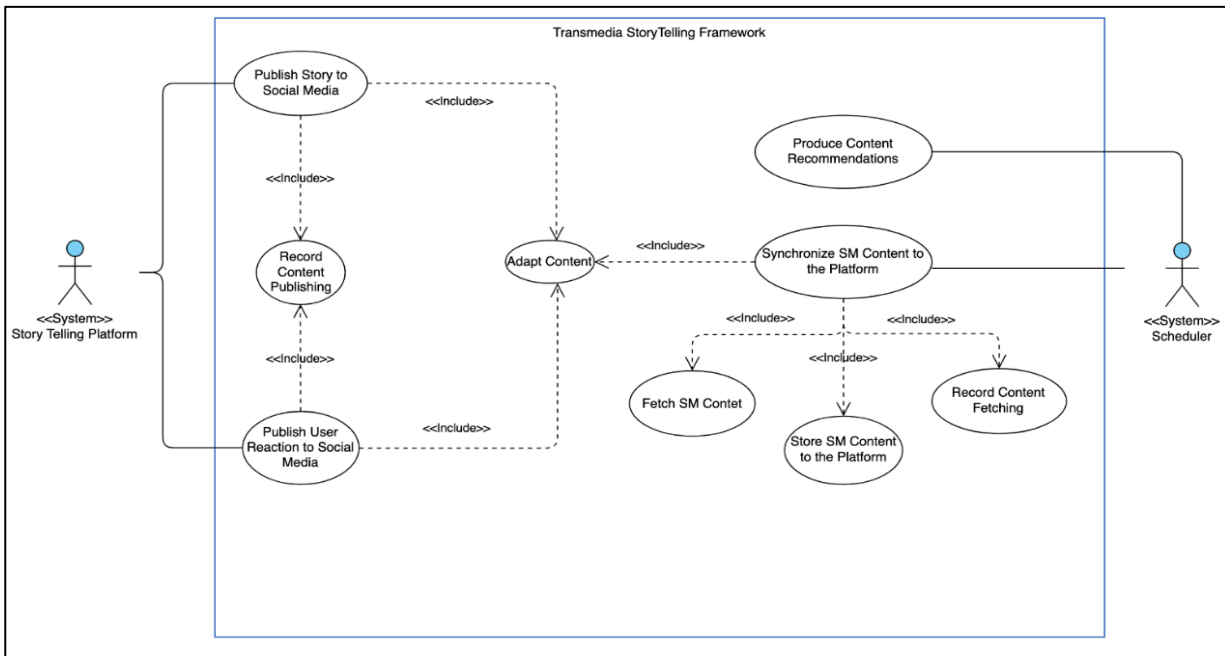 Transmedia StoryTelling Framework
Publish Story to
Social Media
<<Include>>
<<Include>>
Produce Content
Recommendations
Record
Content
Publishing
Adapt Content
<<Include>>
Synchronize SM Content to
the Platform
<<System>>
Story Telling Platform
<<System>>
Scheduler
<<Include>>
<<Include>>
<<Include>>
<<Include>>
Fetch SM Contet
Record Content
Fetching
Publish User
Reaction to Social
Media
<<Include>>
Store SM Content
to the Platform